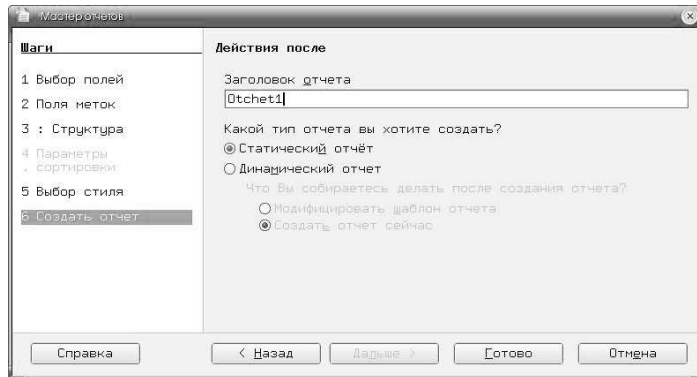 Мастер отчетов
Шаги
1 Выбор полей
2 Поля меток
3 : Структура
4 Параметры
. сортировки
5 Выбор стиля
6 Создать отчет
Действия после
Заголовок отчета
Otchet1
Какой тип отчета вы хотите создать?
Статический отчёт
Динамический отчет
Что Вы собираетесь делать после создания отчета?
Модифицировать шаблон отчета
Создать отчет сейчас
Справка
< Назад
Дальше >
Готово
Отмена